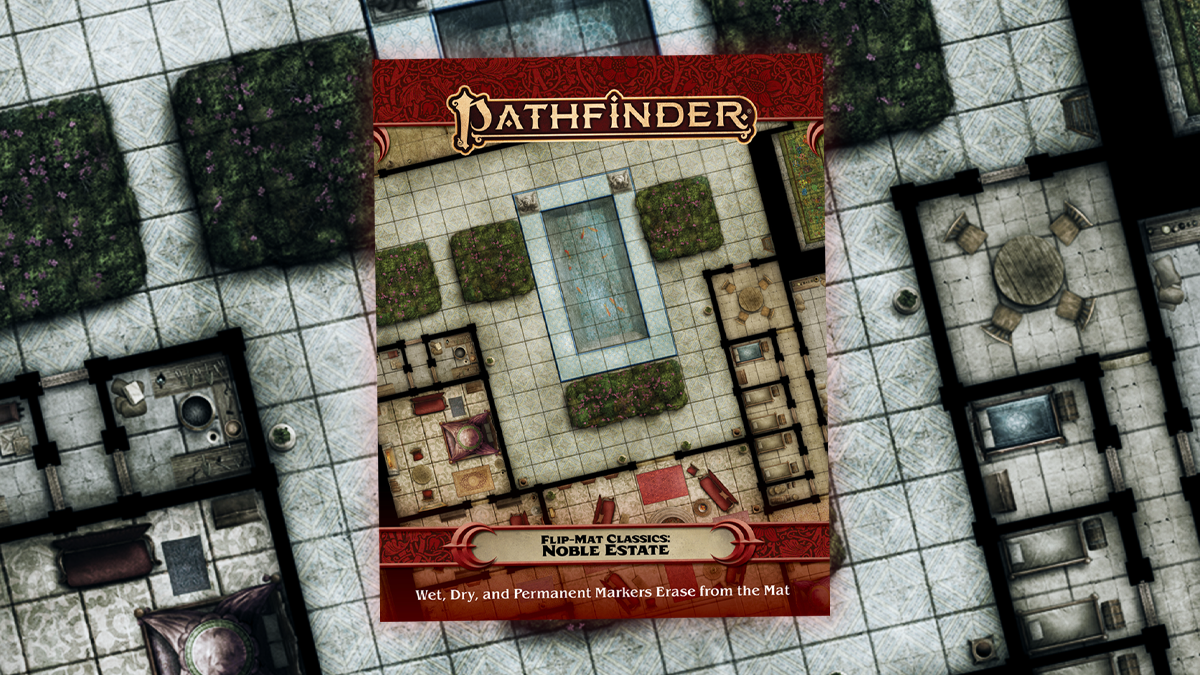 PATHFINDER
FLIP-MAT CLASSICS:
NOBLE ESTATE
Wet, Dry, and Permanent Markers Erase from the Mat